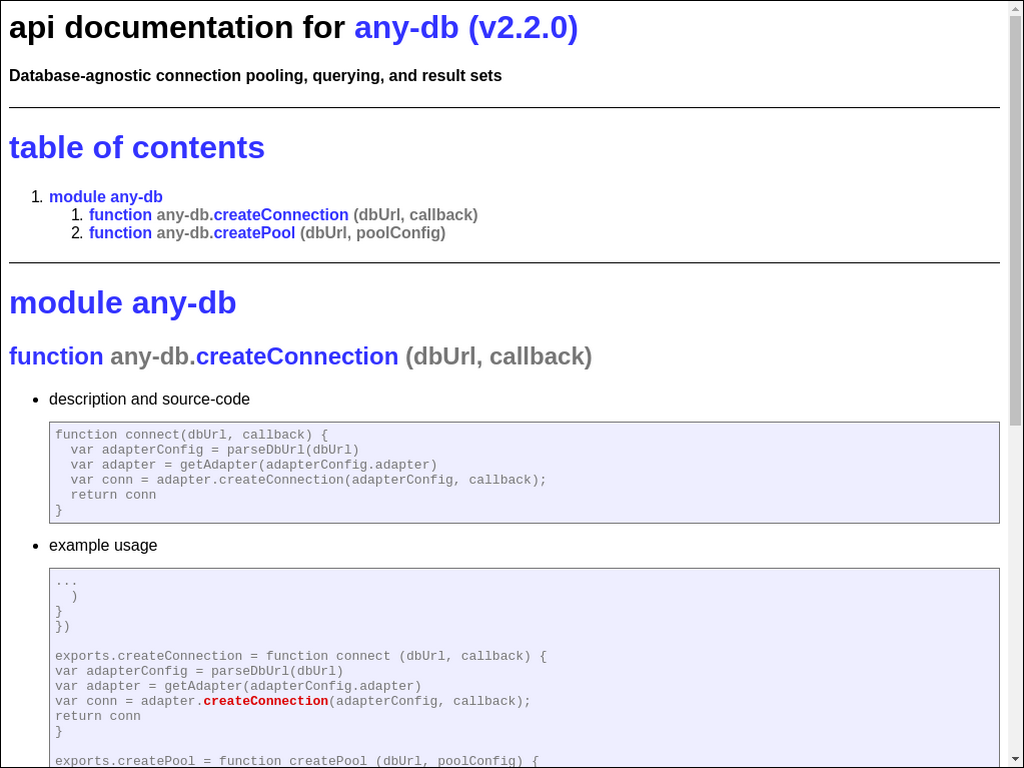 api documentation for any-db (v2.2.0)
Database-agnostic connection pooling, querying, and result sets
table of contents
1. module any-db
1. function any-db.createConnection (dbUrl, callback)
2. function any-db.createPool (dbUrl, poolConfig)
module any-db
function any-db.createConnection (dbUrl, callback)
• description and source-code
function connect(dbUrl, callback) {
  var adapterConfig = parseDbUrl(dbUrl)
  var adapter = getAdapter(adapterConfig.adapter)
  var conn = adapter.createConnection(adapterConfig, callback);
  return conn
}
• example usage
...
  )
}
})

exports.createConnection = function connect (dbUrl, callback) {
var adapterConfig = parseDbUrl(dbUrl)
var adapter = getAdapter(adapterConfig.adapter)
var conn = adapter.createConnection(adapterConfig, callback);
return conn
}

exports.createPool = function createPool (dbUrl, poolConfig) {